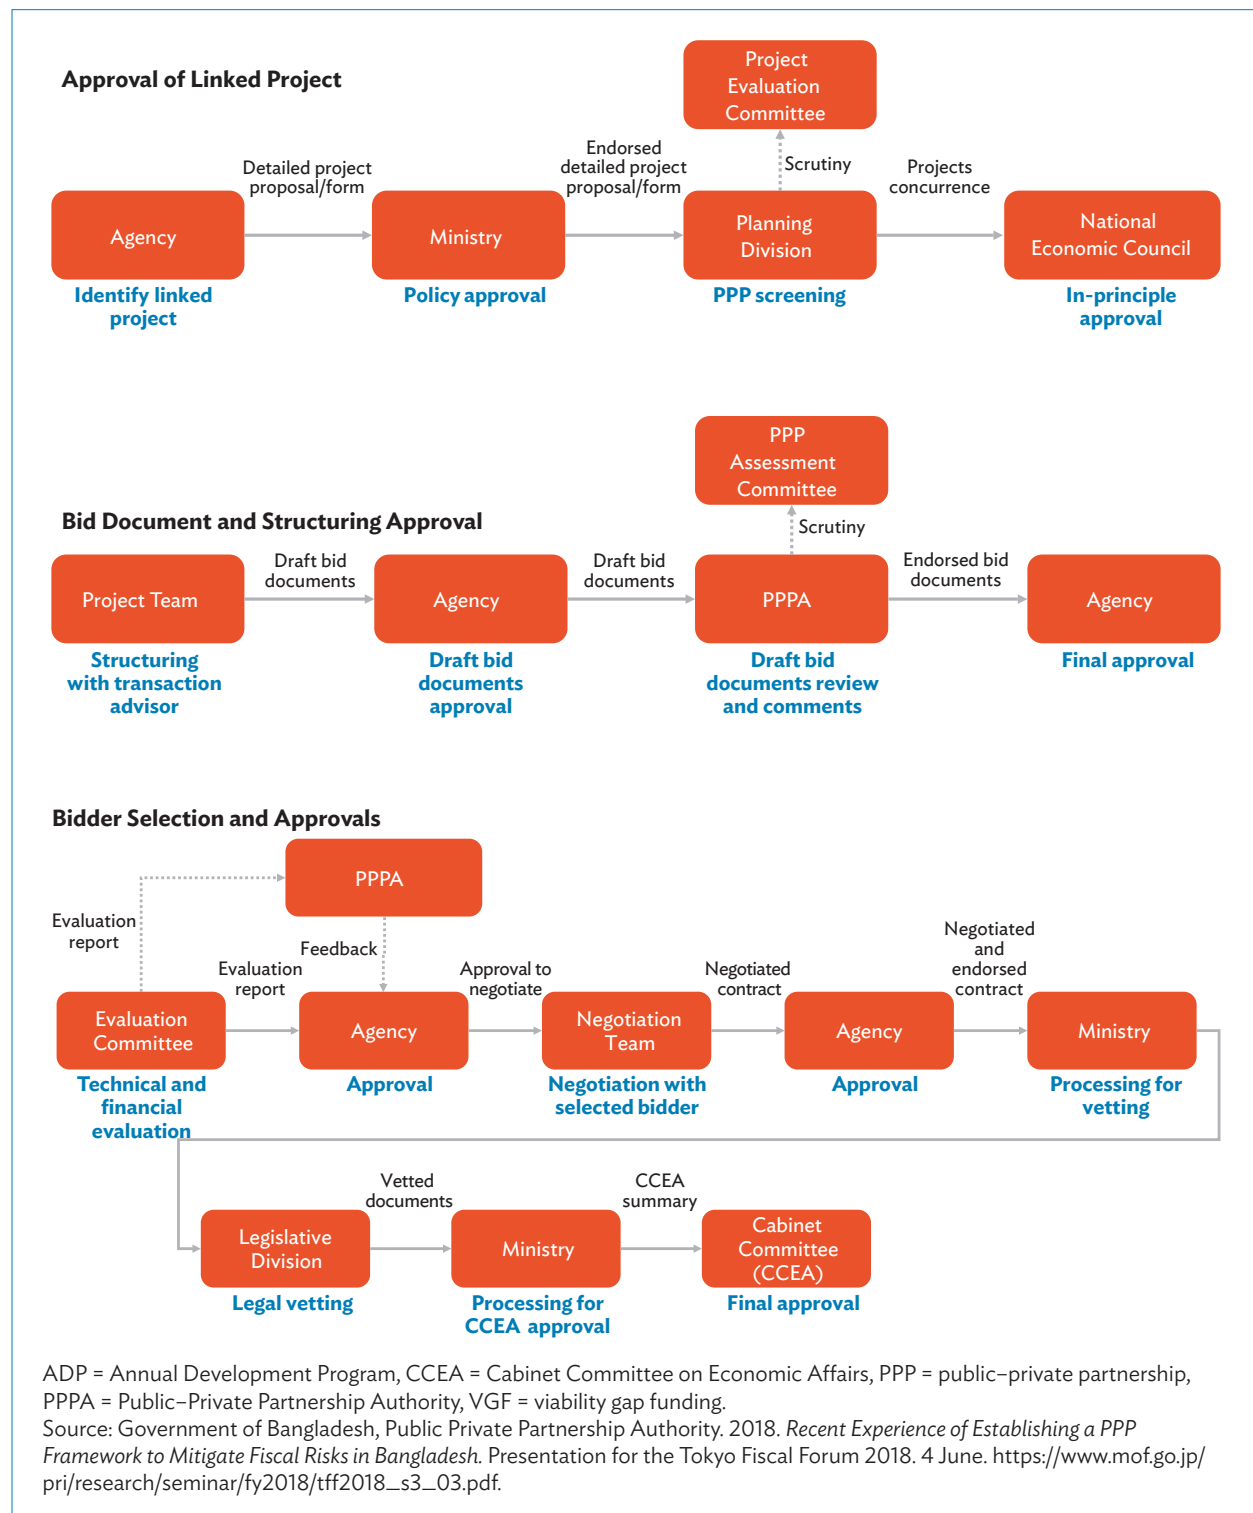 Approval of Linked Project
Project
Evaluation
Committee
Detailed project
proposal/form
Endorsed
detailed project
proposal/form
Scrutiny
Projects
concurrence
Agency
Ministry
Planning
Division
National
Economic Council
Identify linked
project
Policy approval
PPP screening
In-principle
approval
PPP
Assessment
Committee
Bid Document and Structuring Approval
Scrutiny
Draft bid
documents
Draft bid
documents
Endorsed bid
documents
Project Team
Agency
PPPA
Agency
Structuring
with transaction
advisor
Draft bid
documents
approval
Draft bid
documents review
and comments
Final approval
Bidder Selection and Approvals
PPPA
Evaluation
report
Feedback
Evaluation
report
Approval to
negotiate
Negotiated
contract
Negotiated
and
endorsed
contract
Evaluation
Committee
Agency
Negotiation
Team
Agency
Ministry
Technical and
financial
evaluation
Approval
Negotiation with
selected bidder
Approval
Processing for
vetting
Vetted
documents
CCEA
summary
Legislative
Division
Ministry
Cabinet
Committee
(CCEA)
Legal vetting
Processing for
CCEA approval
Final approval
ADP = Annual Development Program, CCEA = Cabinet Committee on Economic Affairs, PPP = public–private partnership,
PPPA = Public–Private Partnership Authority, VGF = viability gap funding.
Source: Government of Bangladesh, Public Private Partnership Authority. 2018. Recent Experience of Establishing a PPP
Framework to Mitigate Fiscal Risks in Bangladesh. Presentation for the Tokyo Fiscal Forum 2018. 4 June. https://www.mof.go.jp/
pri/research/seminar/fy2018/tff2018_s3_03.pdf.